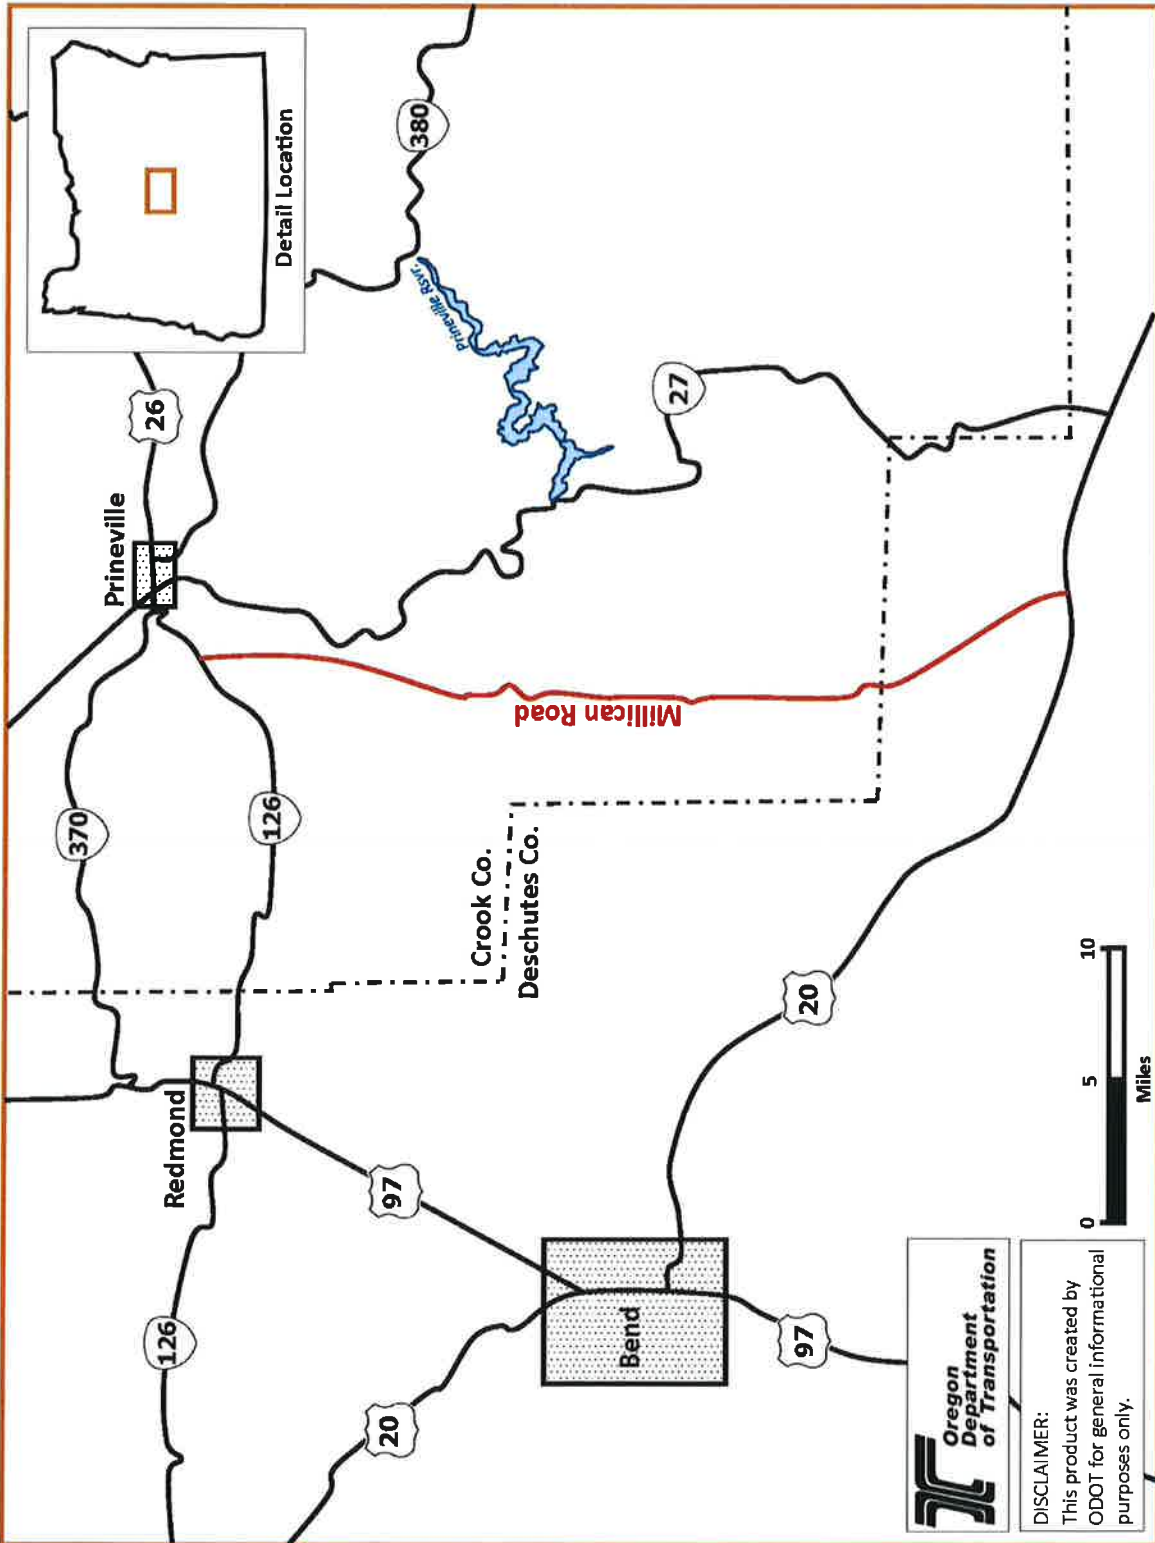 Prineville
26
Detail Location
380
Prineville Rsvr.
370
126
27
Millican Road
Crook Co.
Deschutes Co.
Redmond
97
20
126
Bend
20
97
0
5
10
Miles
Oregon
Department
of Transportation
DISCLAIMER:
This product was created by
ODOT for general informational
purposes only.